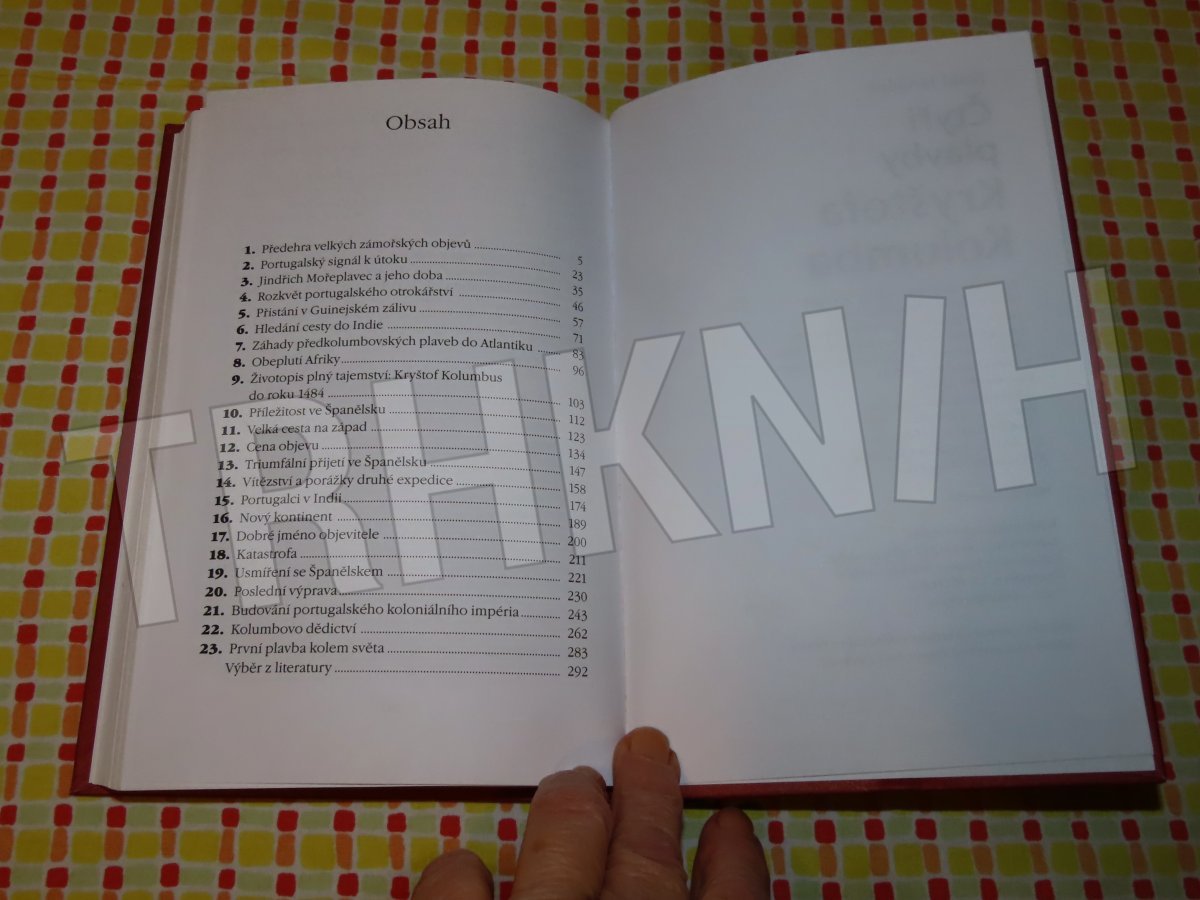 Obsah
1. Předehra velkých zámořských objevů 5
2. Portugalský signál k útoku 23
3. Jindřich Mořeplavec a jeho doba 35
4. Rozkvět portugalského otrokářství 46
5. Přistání v Guinejském zálivu 57
6. Hledání cesty do Indie 71
7. Záhady předkolumbovských plaveb do Atlantiku 83
8. Obeplutí Afriky 96
9. Životopis plný tajemství: Kryštof Kolumbus
do roku 1484 103
10. Příležitost ve Španělsku 112
11. Velká cesta na západ 123
12. Cena objevu 134
13. Triumfální přijetí ve Španělsku 147
14. Vítězství a porážky druhé expedice 158
15. Portugalci v Indii 174
16. Nový kontinent 189
17. Dobré jméno objevitele 200
18. Katastrofa 211
19. Usmíření se Španělskem 221
20. Poslední výprava 230
21. Budování portugalského koloniálního impéria 243
22. Kolumbovo dědictví 262
23. První plavba kolem světa 283
Výběr z literatury 292
Čtyři
plavby
Kryštofa
Kolumba
TRHKNIH